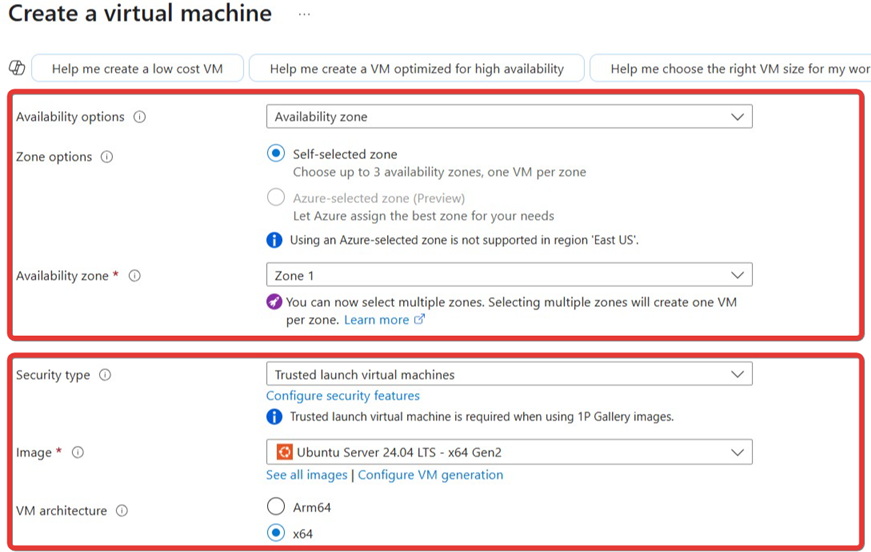 Create a virtual machine ...
Help me create a low cost VM
Help me create a VM optimized for high availability
Help me choose the right VM size for my wor
Availability options
Availability zone
Zone options
Self-selected zone
Choose up to 3 availability zones, one VM per zone
Azure-selected zone (Preview)
Let Azure assign the best zone for your needs
Using an Azure-selected zone is not supported in region 'East US'.
Availability zone *
Zone 1
You can now select multiple zones. Selecting multiple zones will create one VM
per zone. Learn more
Security type
Trusted launch virtual machines
Configure security features
Trusted launch virtual machine is required when using 1P Gallery images.
Image *
Ubuntu Server 24.04 LTS - x64 Gen2
See all images | Configure VM generation
VM architecture
Arm64
x64